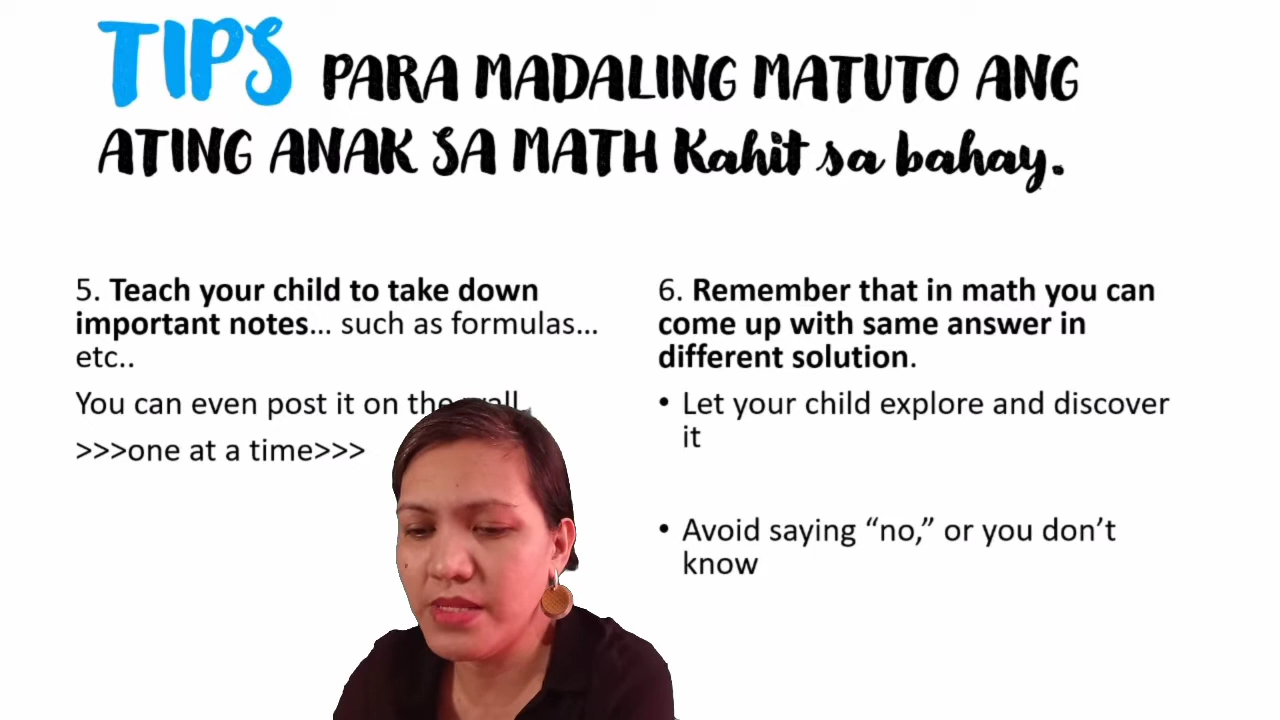 TIPS PARA MADALING MATUTO ANG
ATING ANAK SA MATH Kahit sa bahay.
5. Teach your child to take down
important notes... such as formulas...
etc..
You can even post it on the wall
>>>one at a time>>>
6. Remember that in math you can
come up with same answer in
different solution.
• Let your child explore and discover
it
• Avoid saying “no,” or you don’t
know